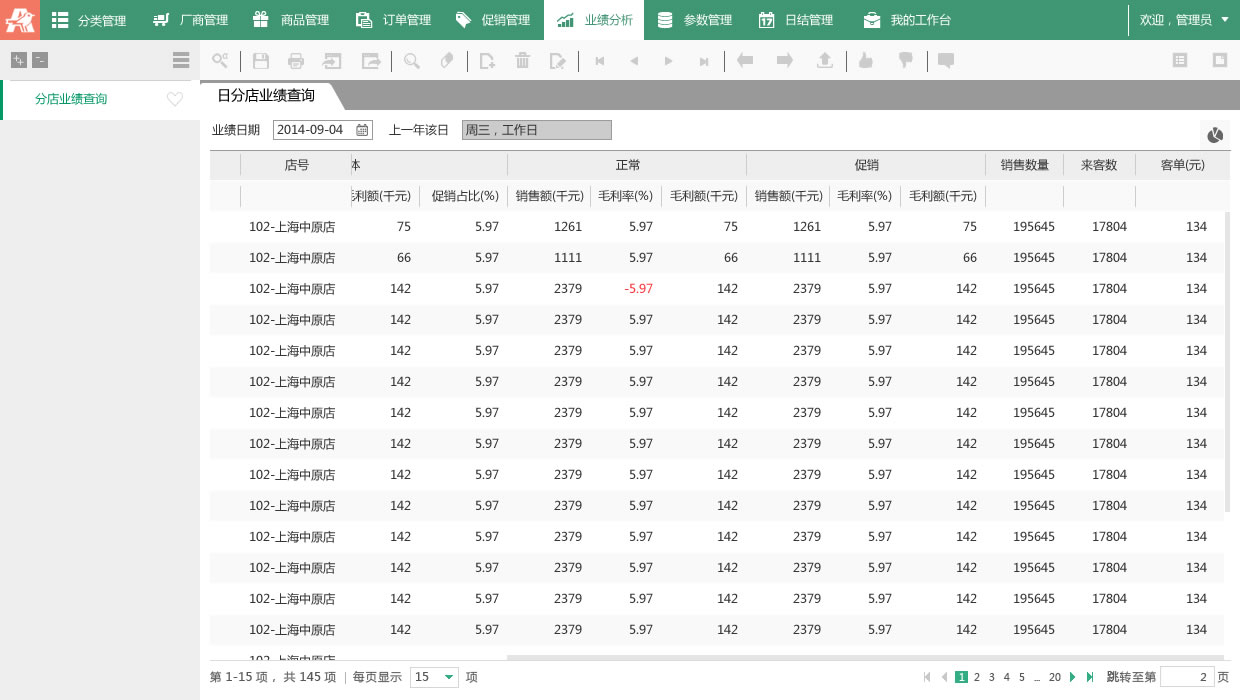 分类管理 厂商管理 商品管理 订单管理 促销管理 业绩分析 参数管理 日结管理 我的工作台 欢迎，管理员
分店业绩查询
日分店业绩查询
业绩日期 2014-09-04 上一年该日 周三，工作日
店号 体 正常 促销 销售数量 来客数 客单(元)
毛利额(千元) 促销占比(%) 销售额(千元) 毛利率(%) 毛利额(千元) 销售额(千元) 毛利率(%) 毛利额(千元)
102-上海中原店 75 5.97 1261 5.97 75 1261 5.97 75 195645 17804 134
102-上海中原店 66 5.97 1111 5.97 66 1111 5.97 66 195645 17804 134
102-上海中原店 142 5.97 2379 -5.97 142 2379 5.97 142 195645 17804 134
102-上海中原店 142 5.97 2379 5.97 142 2379 5.97 142 195645 17804 134
102-上海中原店 142 5.97 2379 5.97 142 2379 5.97 142 195645 17804 134
102-上海中原店 142 5.97 2379 5.97 142 2379 5.97 142 195645 17804 134
102-上海中原店 142 5.97 2379 5.97 142 2379 5.97 142 195645 17804 134
102-上海中原店 142 5.97 2379 5.97 142 2379 5.97 142 195645 17804 134
102-上海中原店 142 5.97 2379 5.97 142 2379 5.97 142 195645 17804 134
102-上海中原店 142 5.97 2379 5.97 142 2379 5.97 142 195645 17804 134
102-上海中原店 142 5.97 2379 5.97 142 2379 5.97 142 195645 17804 134
102-上海中原店 142 5.97 2379 5.97 142 2379 5.97 142 195645 17804 134
102-上海中原店 142 5.97 2379 5.97 142 2379 5.97 142 195645 17804 134
102-上海中原店 142 5.97 2379 5.97 142 2379 5.97 142 195645 17804 134
102-上海中原店
第 1-15 项，共 145 项 | 每页显示 15 项 1 2 3 4 5 ... 20 跳转至第 2 页